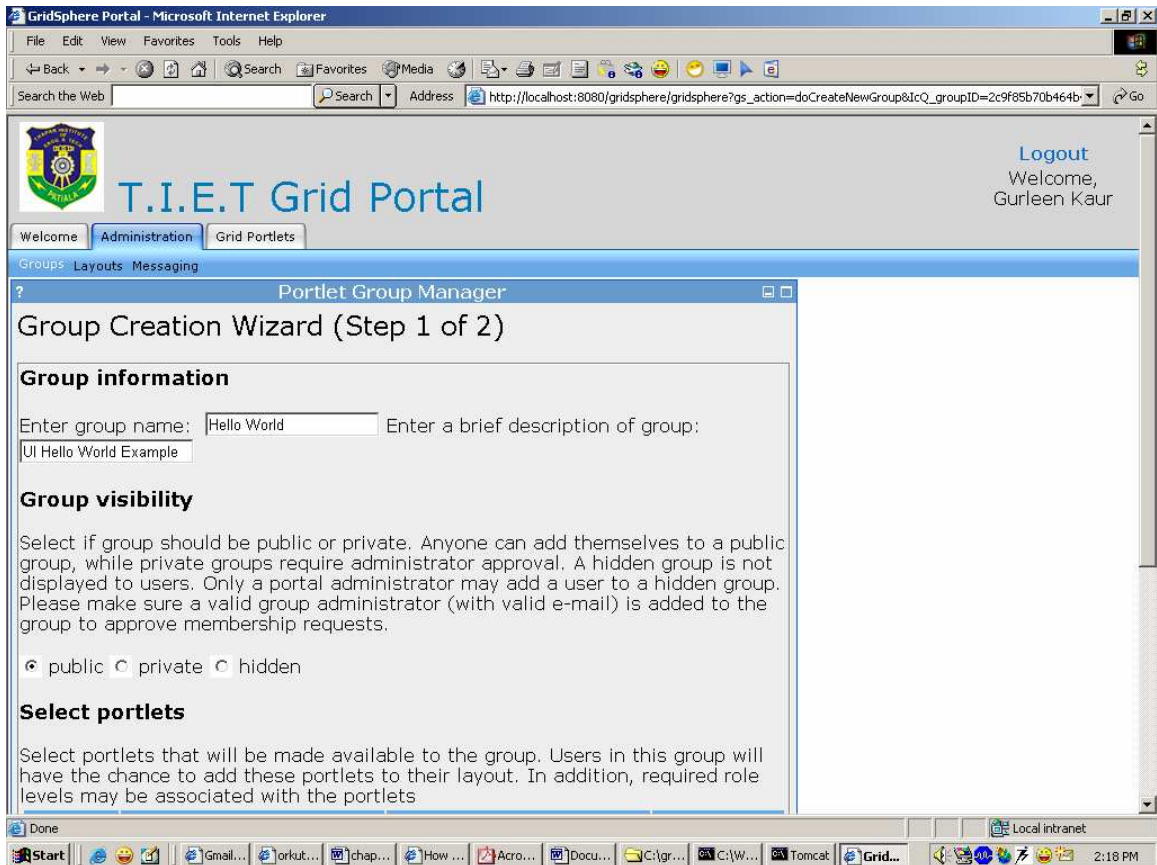 GridSphere Portal - Microsoft Internet Explorer
File Edit View Favorites Tools Help
Back Search Favorites Media
Search the Web Search Address http://localhost:8080/gridsphere/gridsphere?gs_action=doCreateNewGroup&IcQ_groupID=2c9f85b70b464b Go
THAPAR INSTITUTE OF ENGG & TECH
PATIALA
T.I.E.T Grid Portal
Logout
Welcome,
Gurleen Kaur
Welcome Administration Grid Portlets
Groups Layouts Messaging
? Portlet Group Manager
Group Creation Wizard (Step 1 of 2)
Group information
Enter group name: Hello World Enter a brief description of group:
UI Hello World Example
Group visibility
Select if group should be public or private. Anyone can add themselves to a public
group, while private groups require administrator approval. A hidden group is not
displayed to users. Only a portal administrator may add a user to a hidden group.
Please make sure a valid group administrator (with valid e-mail) is added to the
group to approve membership requests.
public private hidden
Select portlets
Select portlets that will be made available to the group. Users in this group will
have the chance to add these portlets to their layout. In addition, required role
levels may be associated with the portlets
Done Local intranet
Start Gmail... orkut... chap... How ... Acro... Docu... C:\gr... C:\W... Tomcat Grid... 2:18 PM